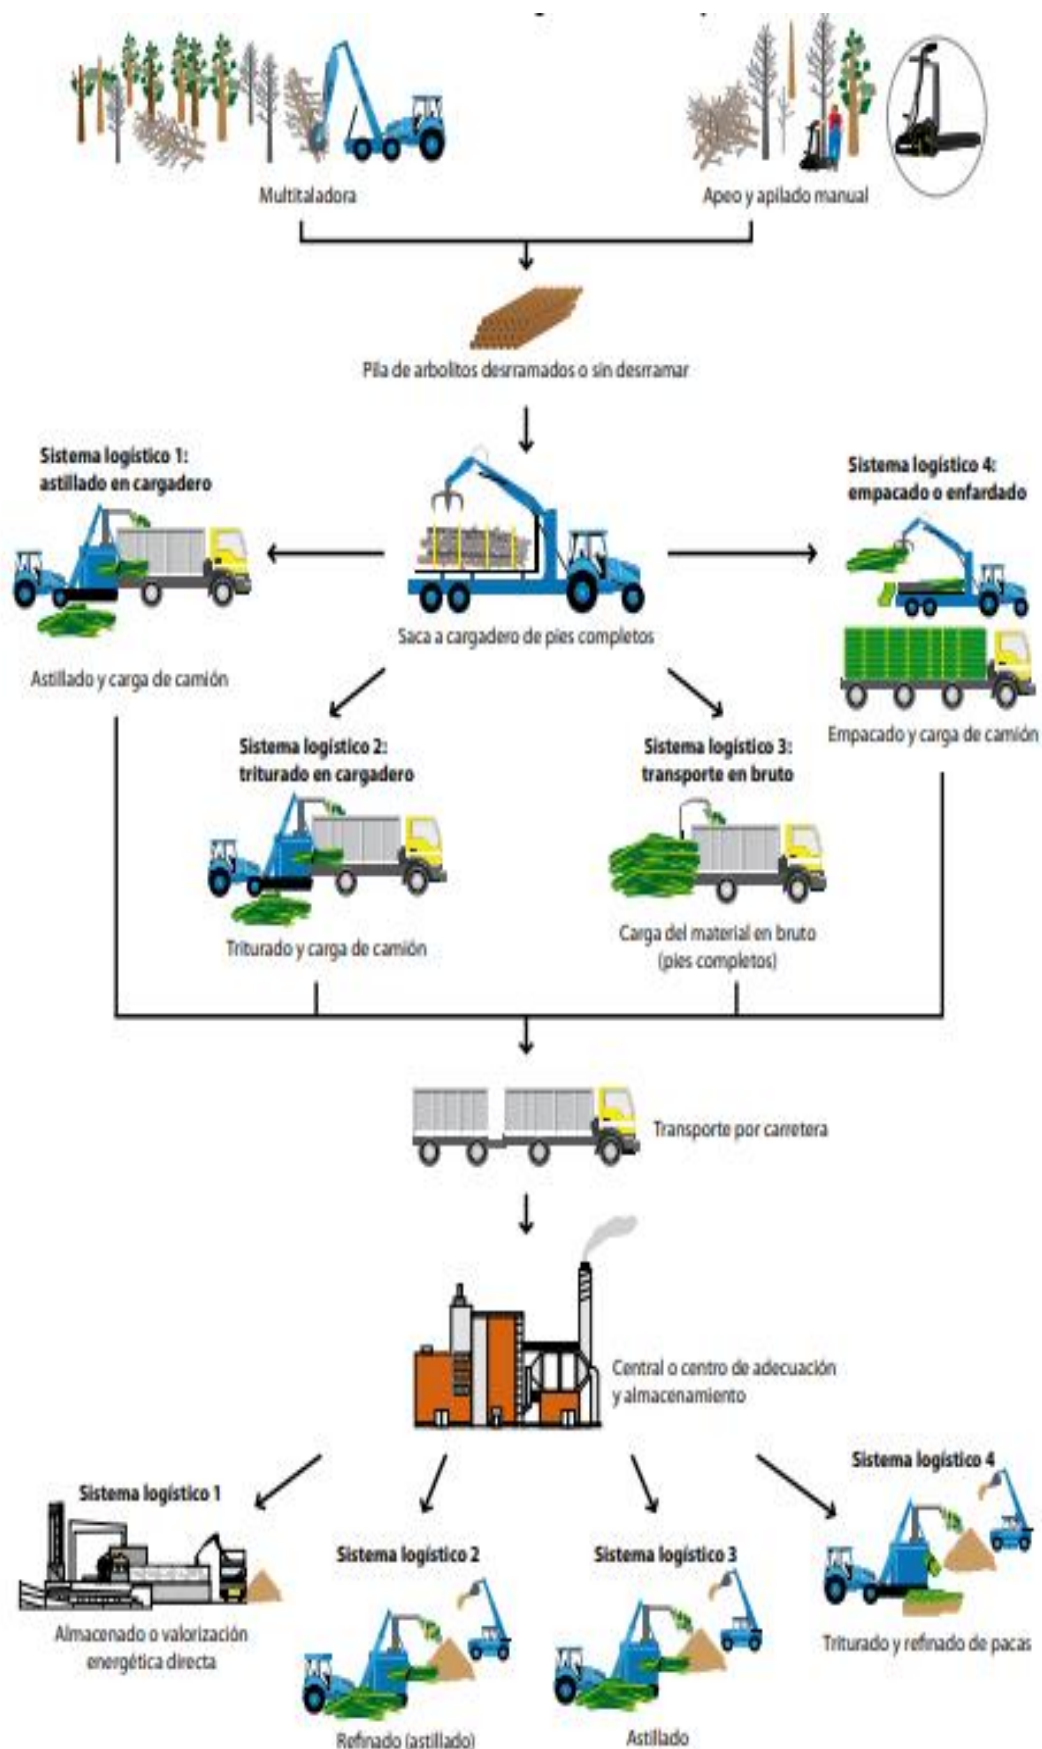 Multitaladora
Apeo y apilado manual
Pila de arbolitos desrramados o sin desrramar
Sistema logístico 1:
astillado en cargadero
Sistema logístico 4:
empacado o enfardado
Saca a cargadero de pies completos
Astillado y carga de camión
Empacado y carga de camión
Sistema logístico 2:
triturado en cargadero
Sistema logístico 3:
transporte en bruto
Triturado y carga de camión
Carga del material en bruto
(pies completos)
Transporte por carretera
Central o centro de adecuación
y almacenamiento
Sistema logístico 1
Sistema logístico 4
Sistema logístico 2
Sistema logístico 3
Almacenado o valorización
energética directa
Triturado y refinado de pacas
Refinado (astillado)
Astillado